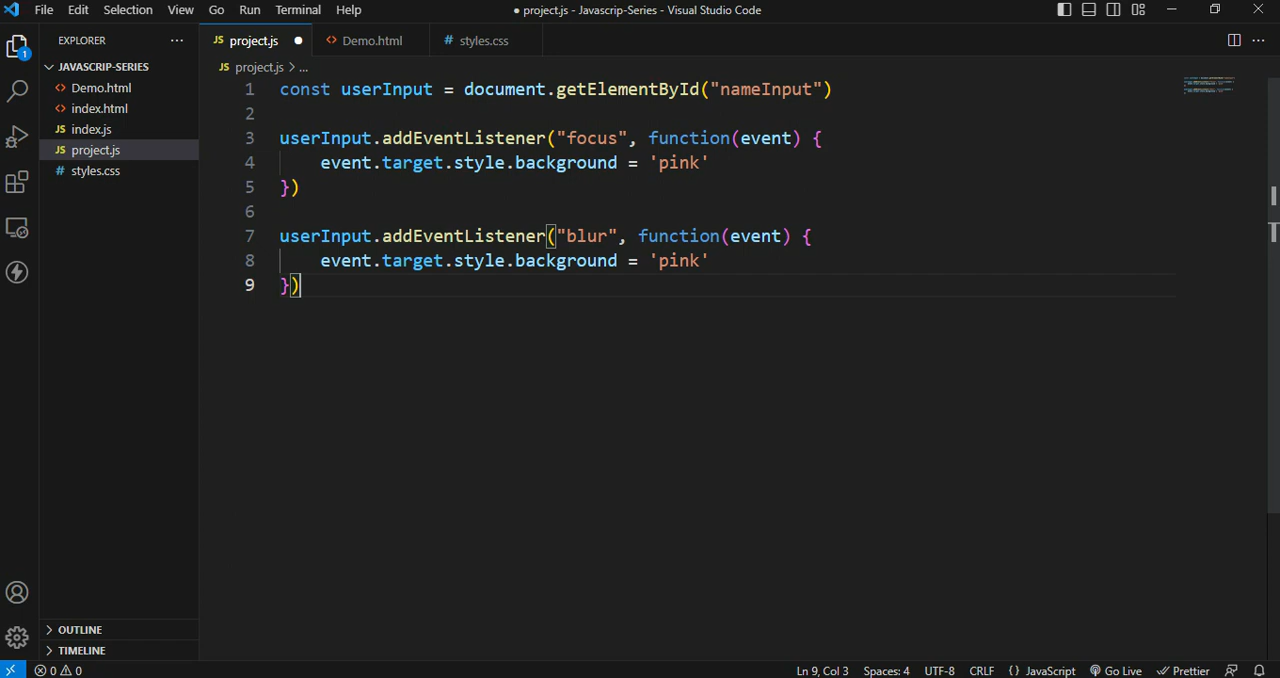 File Edit Selection View Go Run Terminal Help ● project.js - Javascrip-Series - Visual Studio Code
EXPLORER ...
JS project.js ● <> Demo.html # styles.css
1
JAVASCRIP-SERIES
<> Demo.html
<> index.html
JS index.js
JS project.js
# styles.css
JS project.js > ...
1 const userInput = document.getElementById("nameInput")
2
3 userInput.addEventListener("focus", function(event) {
4     event.target.style.background = 'pink'
5 })
6
7 userInput.addEventListener("blur", function(event) {
8     event.target.style.background = 'pink'
9 })
OUTLINE
TIMELINE
0 0 Ln 9, Col 3 Spaces: 4 UTF-8 CRLF {} JavaScript Go Live Prettier